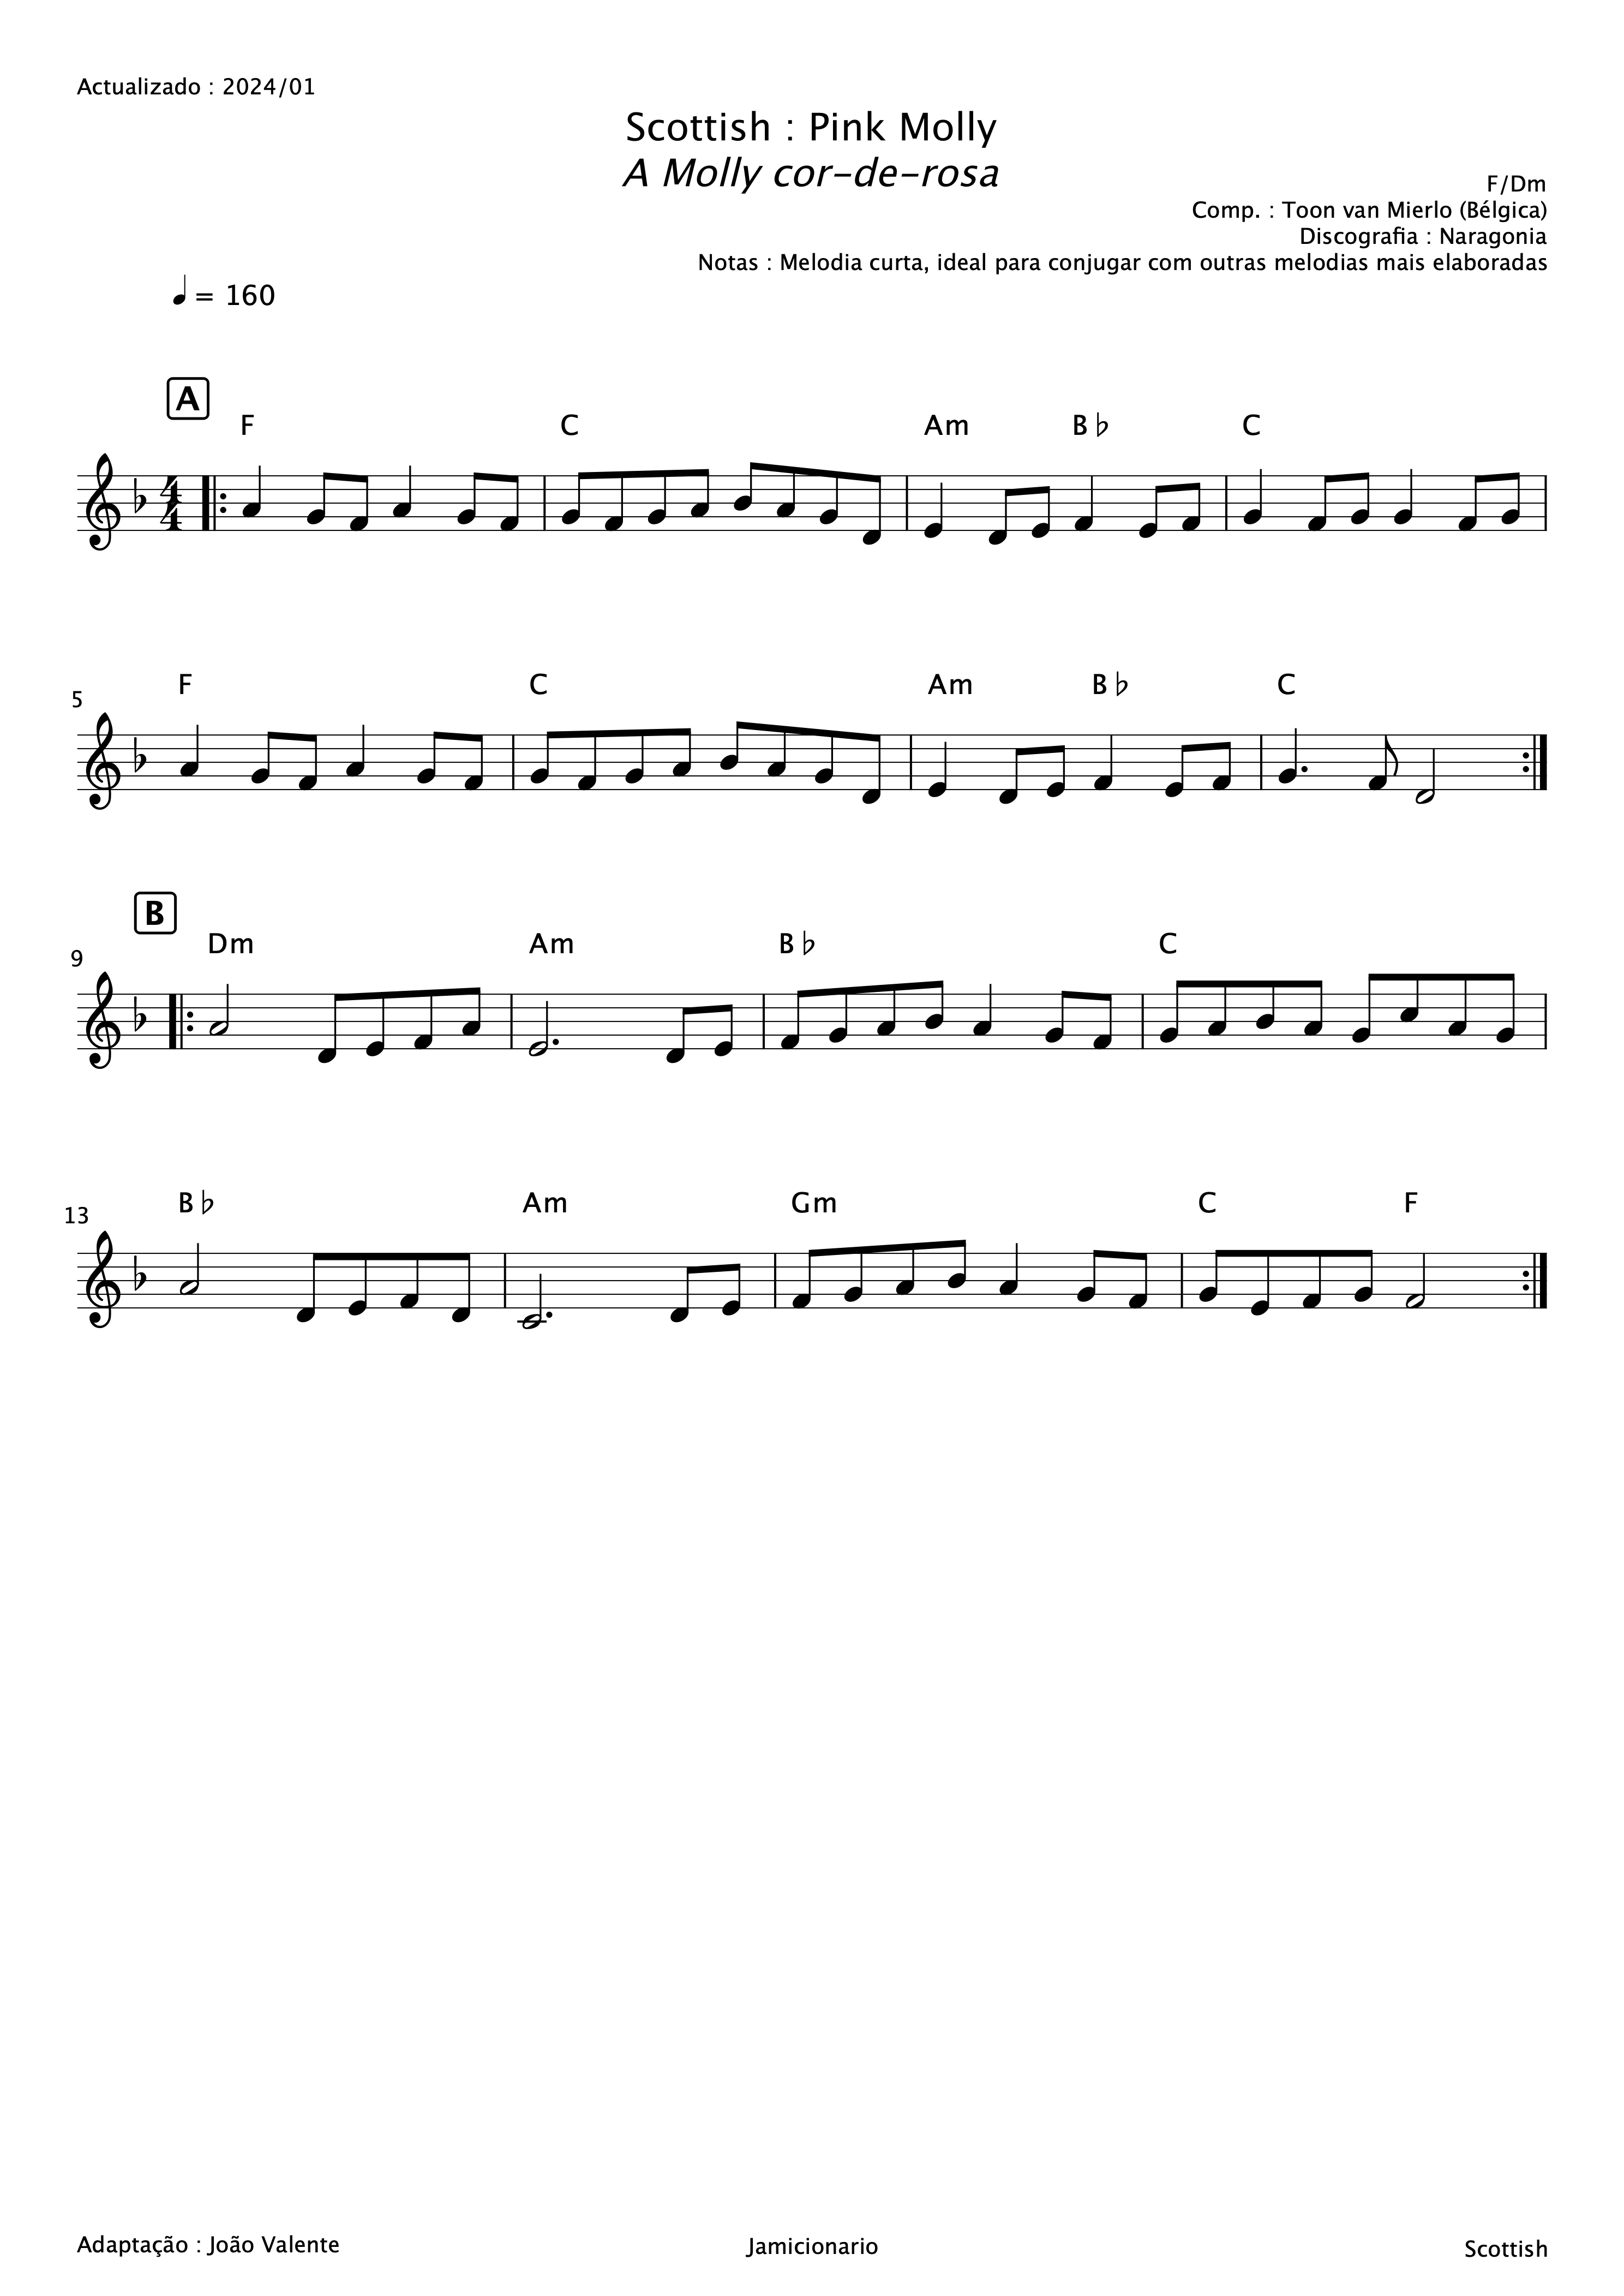 Actualizado : 2024/01
Scottish : Pink Molly
A Molly cor-de-rosa
F/Dm
Comp. : Toon van Mierlo (Bélgica)
Discografia : Naragonia
Notas : Melodia curta, ideal para conjugar com outras melodias mais elaboradas
♩ = 160
A
F C Am B♭ C
4/4
5
F C Am B♭ C
B
9
Dm Am B♭ C
13
B♭ Am Gm C F
Adaptação : João Valente
Jamicionario
Scottish